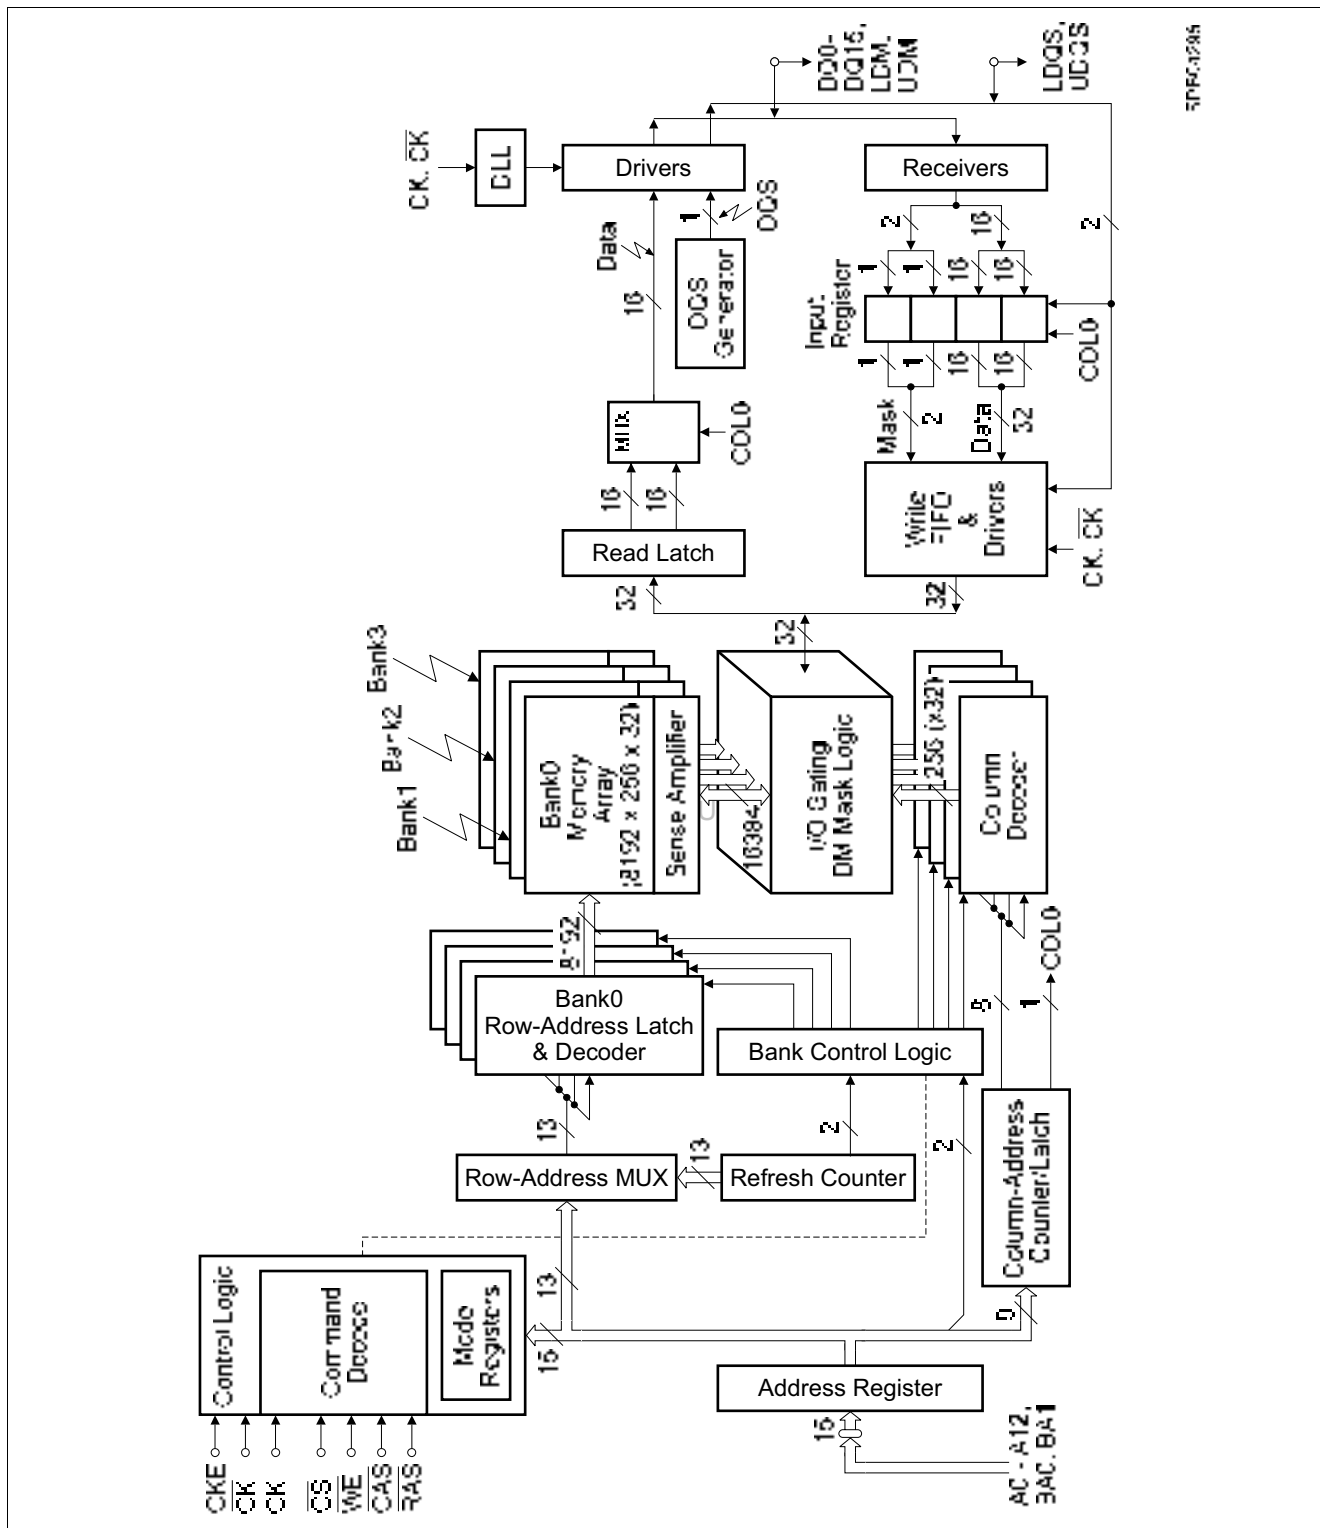 CKE
CK
CK
CS
WE
CAS
RAS
Control Logic
Command
Decode
Mode
Registers
15
13
Address Register
15
A0 - A12,
BA0, BA1
Row-Address MUX
13
Refresh Counter
13
2
2
9
Column-Address
Counter/Latch
8
1
COL0
Bank0
Row-Address Latch
& Decoder
Bank Control Logic
8192
Bank1
Bank2
Bank3
Bank0
Memory
Array
(8192 x 256 x 32)
Sense Amplifier
16384
I/O Gating
DM Mask Logic
256 (x32)
Column
Decoder
32
32
32
Read Latch
16
16
MUX
COL0
16
Data
DQS
Generator
1
DQS
Drivers
DLL
CK, CK
DQ0-
DQ15,
LDM,
UDM
LDQS,
UDQS
Receivers
2
16
2
1
1
16
16
Input
Register
1
1
16
16
COL0
Mask
2
Data
32
Write
FIFO
&
Drivers
CK, CK